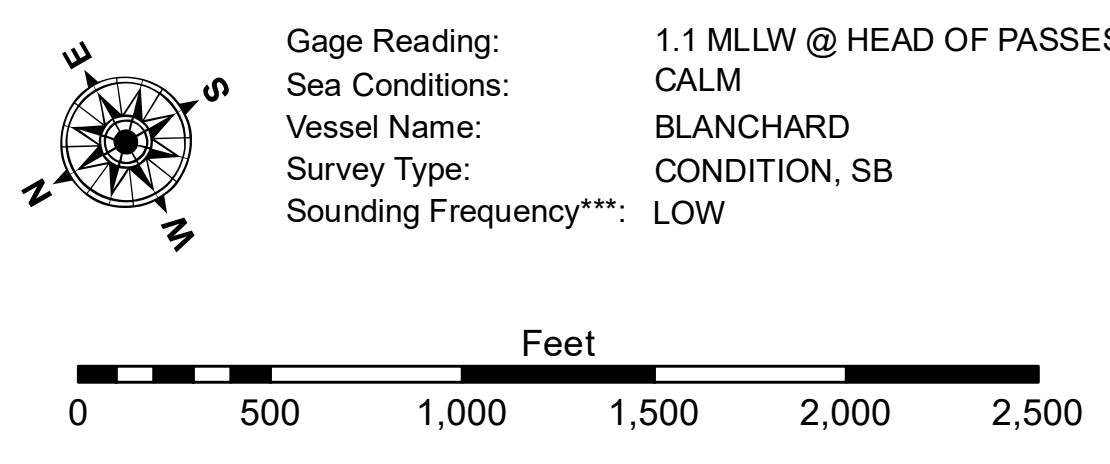 E
S
N
W
Gage Reading: 1.1 MLLW @ HEAD OF PASSES
Sea Conditions: CALM
Vessel Name: BLANCHARD
Survey Type: CONDITION, SB
Sounding Frequency***: LOW
Feet
0 500 1,000 1,500 2,000 2,500